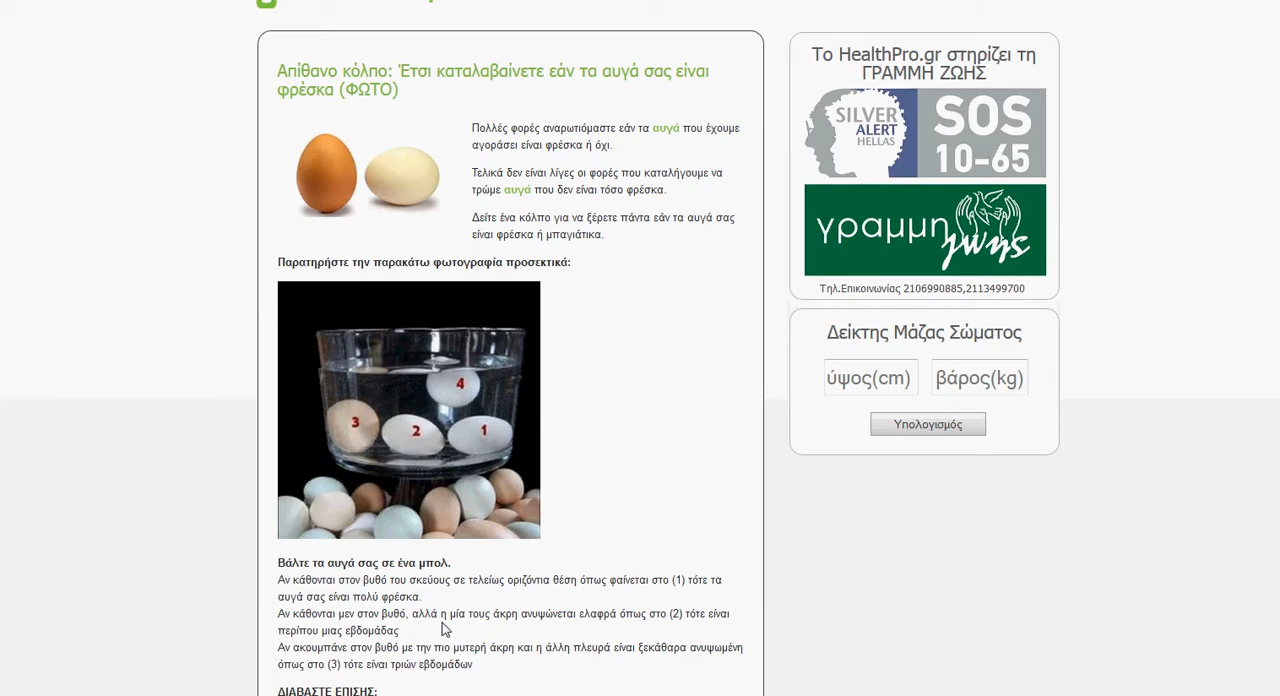 Απίθανο κόλπο: Έτσι καταλαβαίνετε εάν τα αυγά σας είναι
φρέσκα (ΦΩΤΟ)
Πολλές φορές αναρωτιόμαστε εάν τα αυγά που έχουμε
αγοράσει είναι φρέσκα ή όχι.
Τελικά δεν είναι λίγες οι φορές που καταλήγουμε να
τρώμε αυγά που δεν είναι τόσο φρέσκα.
Δείτε ένα κόλπο για να ξέρετε πάντα εάν τα αυγά σας
είναι φρέσκα ή μπαγιάτικα.
Παρατηρήστε την παρακάτω φωτογραφία προσεκτικά:
4
3
2
1
Βάλτε τα αυγά σας σε ένα μπολ.
Αν κάθονται στον βυθό του σκεύους σε τελείως οριζόντια θέση όπως φαίνεται στο (1) τότε τα
αυγά σας είναι πολύ φρέσκα.
Αν κάθονται μεν στον βυθό, αλλά η μία τους άκρη ανυψώνεται ελαφρά όπως στο (2) τότε είναι
περίπου μιας εβδομάδας
Αν ακουμπάνε στον βυθό με την πιο μυτερή άκρη και η άλλη πλευρά είναι ξεκάθαρα ανυψωμένη
όπως στο (3) τότε είναι τριών εβδομάδων
ΔΙΑΒΑΣΤΕ ΕΠΙΣΗΣ:
Το HealthPro.gr στηρίζει τη
ΓΡΑΜΜΗ ΖΩΗΣ
SILVER
ALERT
HELLAS
SOS
10-65
γραμμή
ζωής
Τηλ.Επικοινωνίας 2106990885,2113499700
Δείκτης Μάζας Σώματος
ύψος(cm)
βάρος(kg)
Υπολογισμός